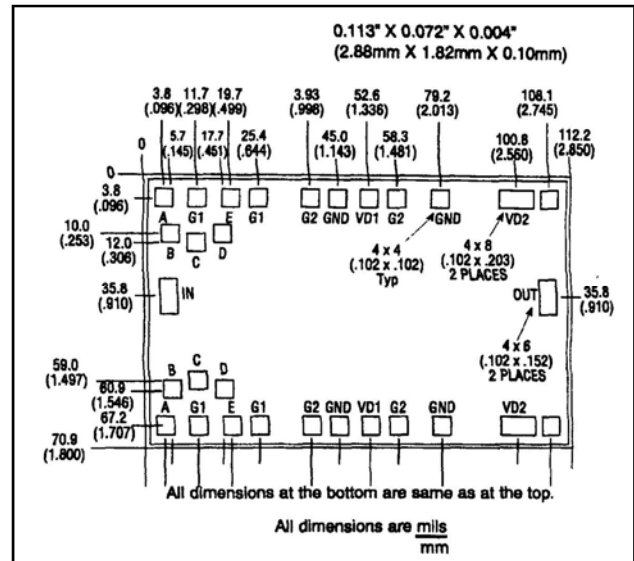 0.113" X 0.072" X 0.004"
(2.88mm X 1.82mm X 0.10mm)
3.8 11.7 19.7 3.93 52.6 79.2 108.1
(.096) (.298) (.499) (.998) (1.336) (2.013) (2.745)
5.7 17.7 25.4 45.0 58.3 100.8 112.2
(.145) (.451) (.644) (1.143) (1.481) (2.560) (2.850)
0
0
3.8
(.096)
A G1 E G1 G2 GND VD1 G2 GND VD2
10.0
(.253)
12.0
(.306)
B C D
4 x 4
(.102 x .102)
Typ
4 x 8
(.102 x .203)
2 PLACES
35.8
(.910)
IN
OUT
35.8
(.910)
4 x 6
(.102 x .152)
2 PLACES
59.0
(1.497)
B C D
60.9
(1.546)
A G1 E G1 G2 GND VD1 G2 GND VD2
67.2
(1.707)
70.9
(1.800)
All dimensions at the bottom are same as at the top.
All dimensions are mils
mm